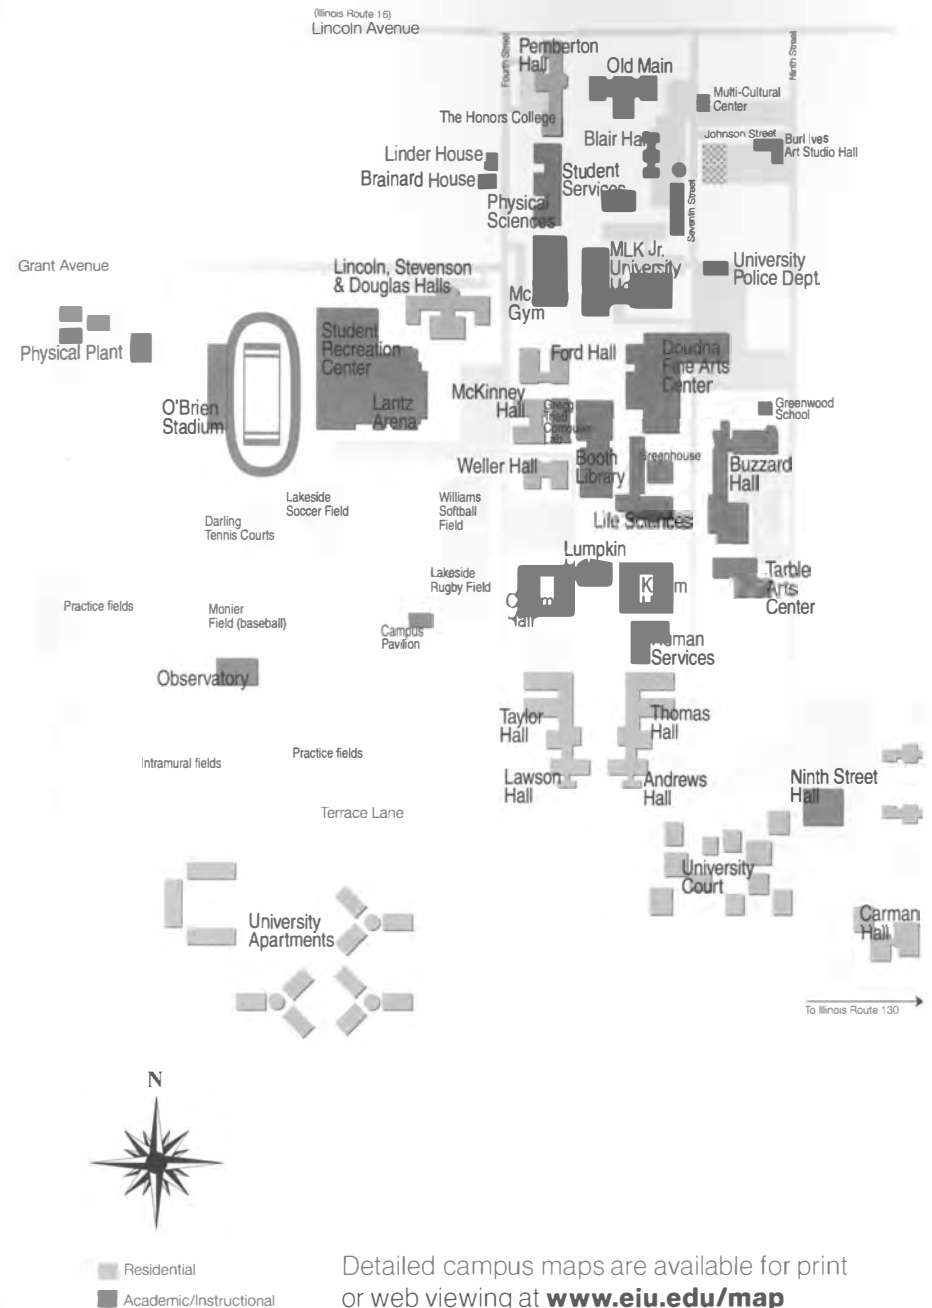 (Illinois Route 16)
Lincoln Avenue
Fourth Street
Ninth Street
Pemberton
Hall
Old Main
Multi-Cultural
Center
The Honors College
Johnson Street
Blair Hal
Burl Ives
Art Studio Hall
Linder House
Brainard House
Student
Services
Physical
Sciences
Seventh Street
Grant Avenue
Lincoln, Stevenson
& Douglas Halls
MLK Jr.
University
University
Police Dept.
Gym
Physical Plant
Student
Recreation
Center
Ford Hall
Doudna
Fine Arts
Center
O'Brien
Stadium
Lantz
Arena
McKinney
Hall
Gregg
Triad
Computer
Lab
Greenwood
School
Weller Hall
Booth
Library
Greenhouse
Buzzard
Hall
Lakeside
Soccer Field
Williams
Softball
Field
Darling
Tennis Courts
Life Sciences
Lumpkin
Lakeside
Rugby Field
Tarble
Arts
Center
Practice fields
Monier
Field (baseball)
Campus
Pavilion
Services
Observatory
Taylor
Hall
Thomas
Hall
Intramural fields
Practice fields
Lawson
Hall
Andrews
Hall
Ninth Street
Hall
Terrace Lane
University
Court
University
Apartments
Carman
Hall
To Illinois Route 130
N
Residential
Academic/Instructional
Detailed campus maps are available for print
or web viewing at www.eiu.edu/map